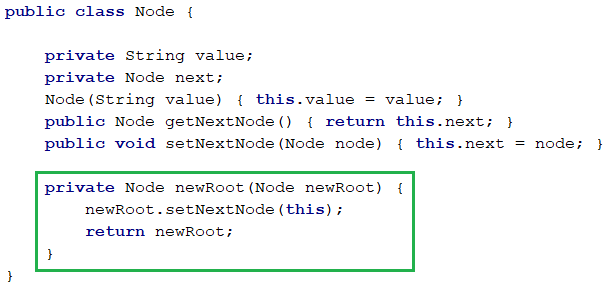 public class Node {
private String value;
private Node next;
Node(String value) { this.value = value; }
public Node getNextNode() { return this.next; }
public void setNextNode(Node node) { this.next = node; }
private Node newRoot(Node newRoot) {
newRoot.setNextNode(this);
return newRoot;
}
}